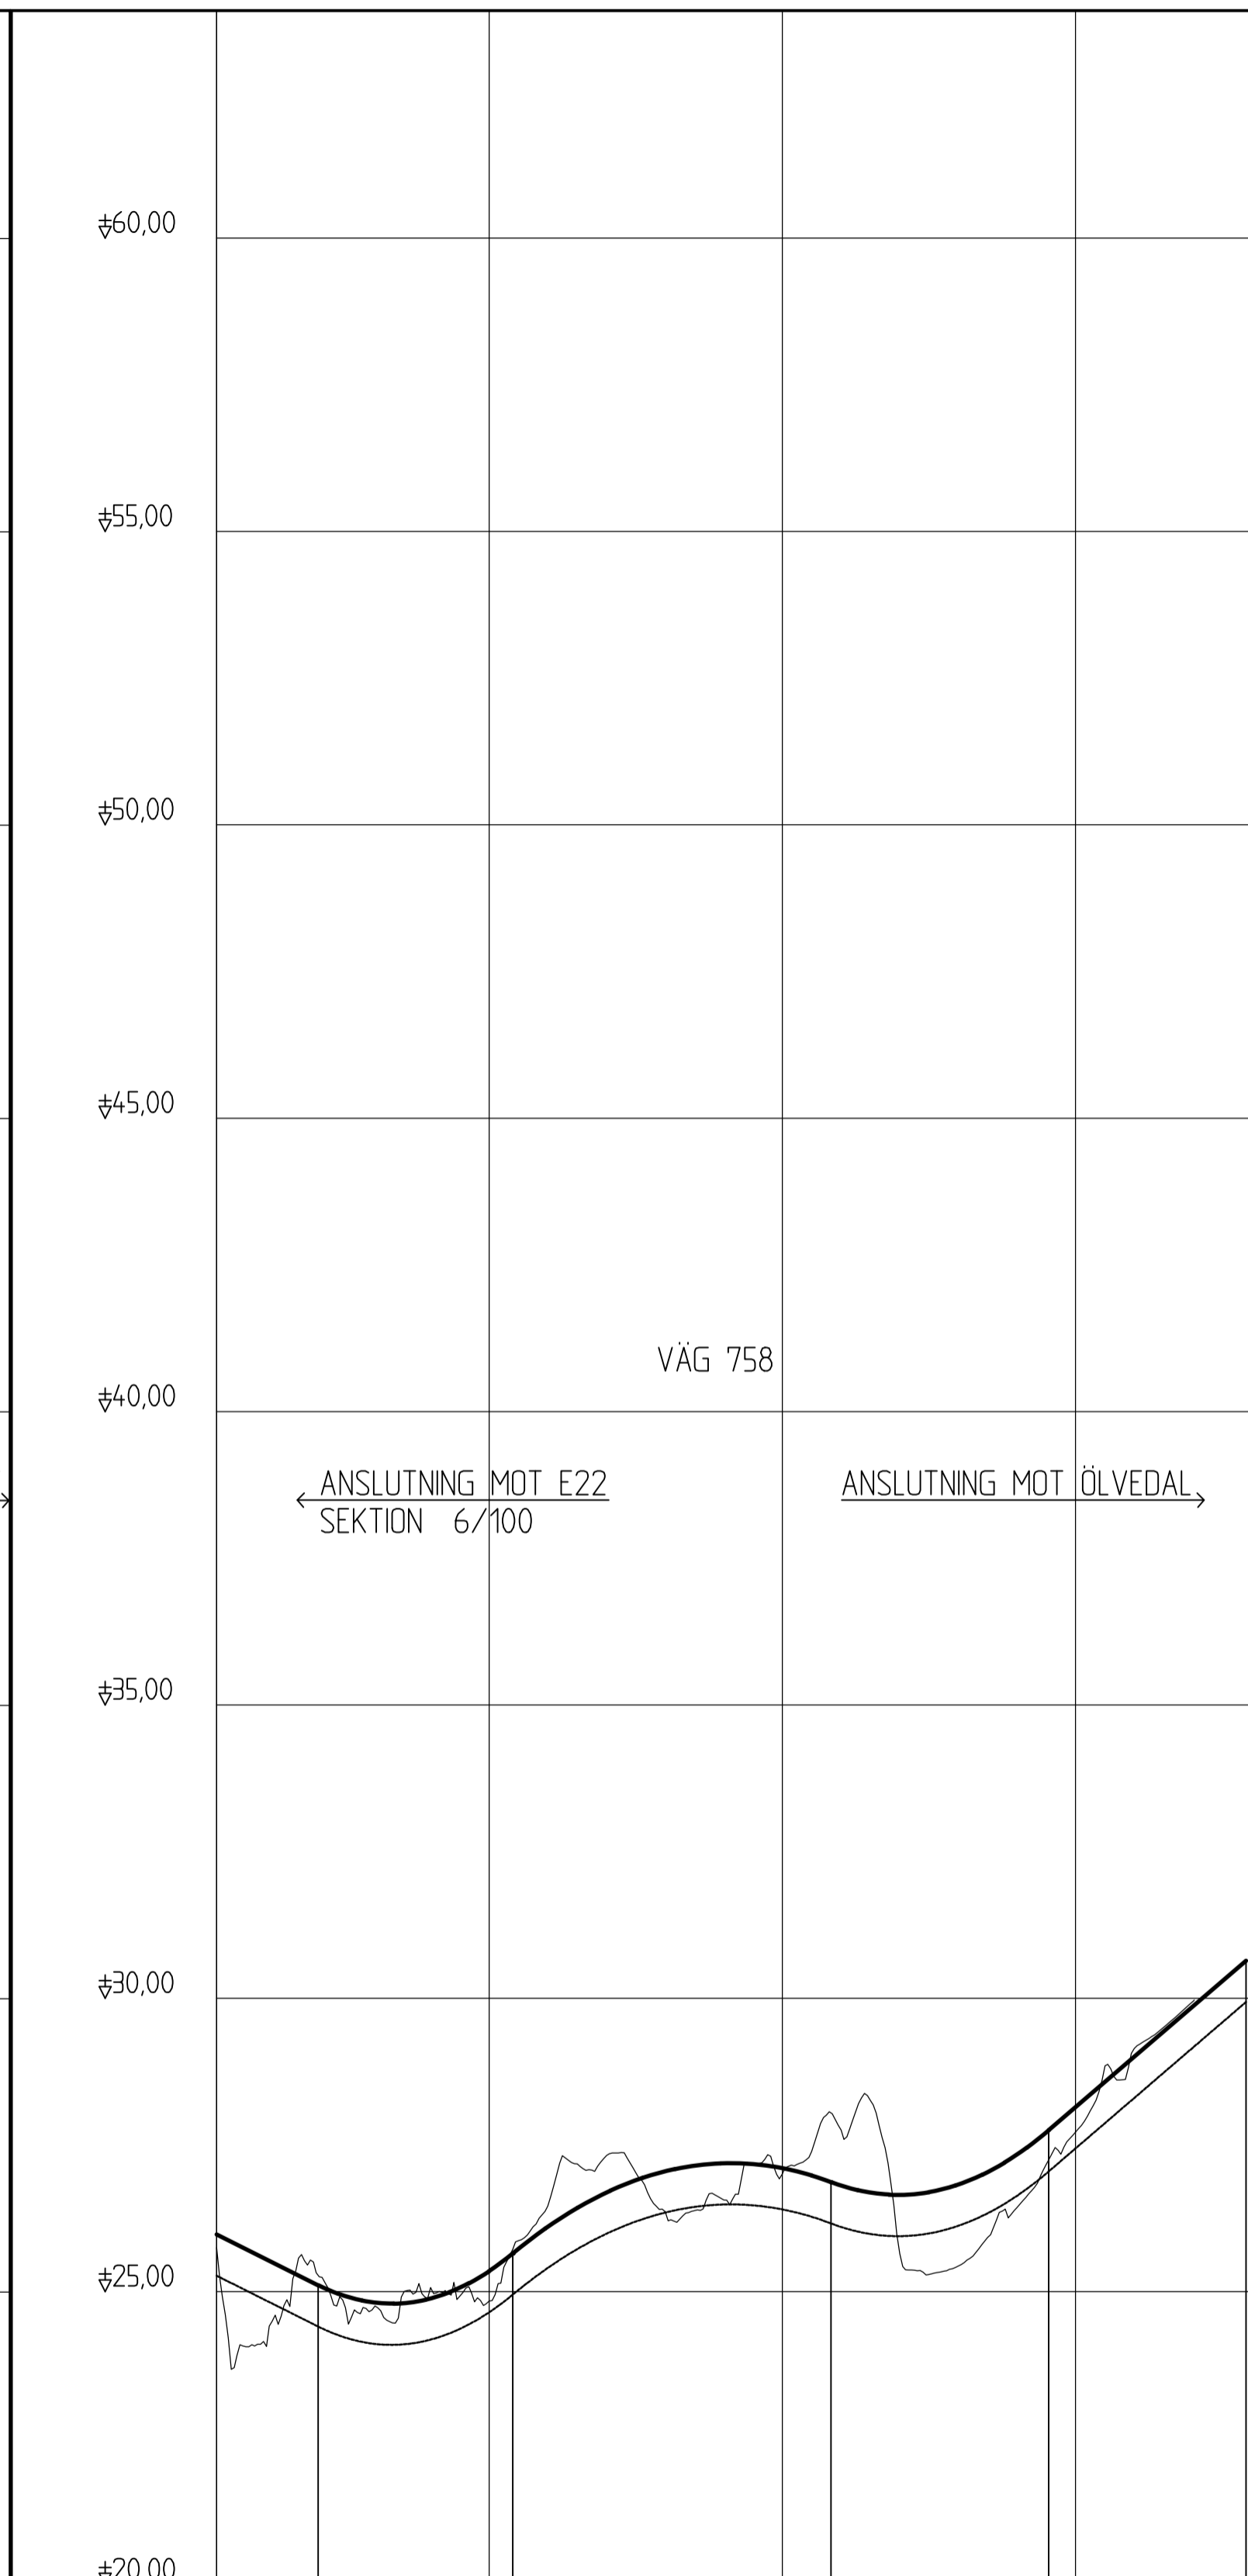 +60,00
+55,00
+50,00
+45,00
VÄG 758
+40,00
ANSLUTNING MOT E22
SEKTION 6/100
ANSLUTNING MOT ÖLVEDAL
+35,00
+30,00
+25,00
+20,00